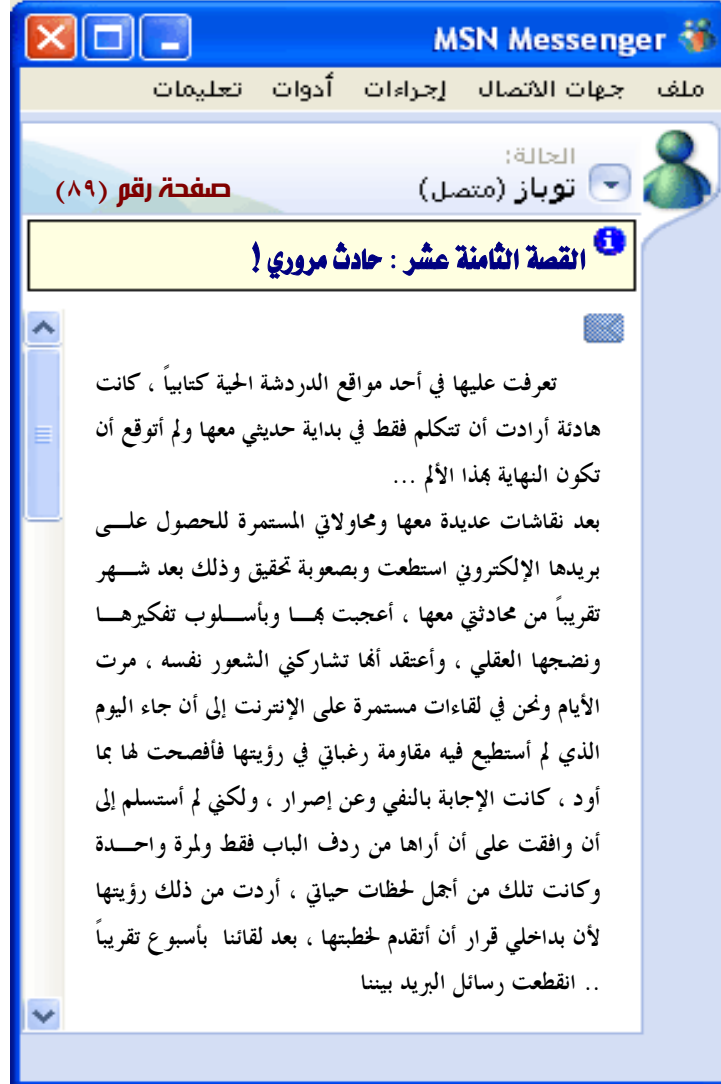 MSN Messenger
ملف جهات الاتصال إجراءات أدوات تعليمات
الحالة:
توباز (متصل)
صفحة رقم (٨٩)
القصة الثامنة عشر : حادث مروري !
تعرفت عليها في أحد مواقع الدردشة الحية كتابياً ، كانت
هادئة أرادت أن تتكلم فقط في بداية حديثي معها ولم أتوقع أن
تكون النهاية بهذا الألم ...
بعد نقاشات عديدة معها ومحاولاتي المستمرة للحصول علـــى
بريدها الإلكتروني استطعت وبصعوبة تحقيق وذلك بعد شـــهر
تقريباً من محادثتي معها ، أعجبت بهـــا وبأســـلوب تفكيرهـــا
ونضجها العقلي ، وأعتقد أنها تشاركني الشعور نفسه ، مرت
الأيام ونحن في لقاءات مستمرة على الإنترنت إلى أن جاء اليوم
الذي لم أستطيع فيه مقاومة رغباتي في رؤيتها فأفصحت لها بما
أود ، كانت الإجابة بالنفي وعن إصرار ، ولكني لم أستسلم إلى
أن وافقت على أن أراها من ردف الباب فقط ولمرة واحـــدة
وكانت تلك من أجمل لحظات حياتي ، أردت من ذلك رؤيتها
لأن بداخلي قرار أن أتقدم لخطبتها ، بعد لقائنا بأسبوع تقريباً
.. انقطعت رسائل البريد بيننا